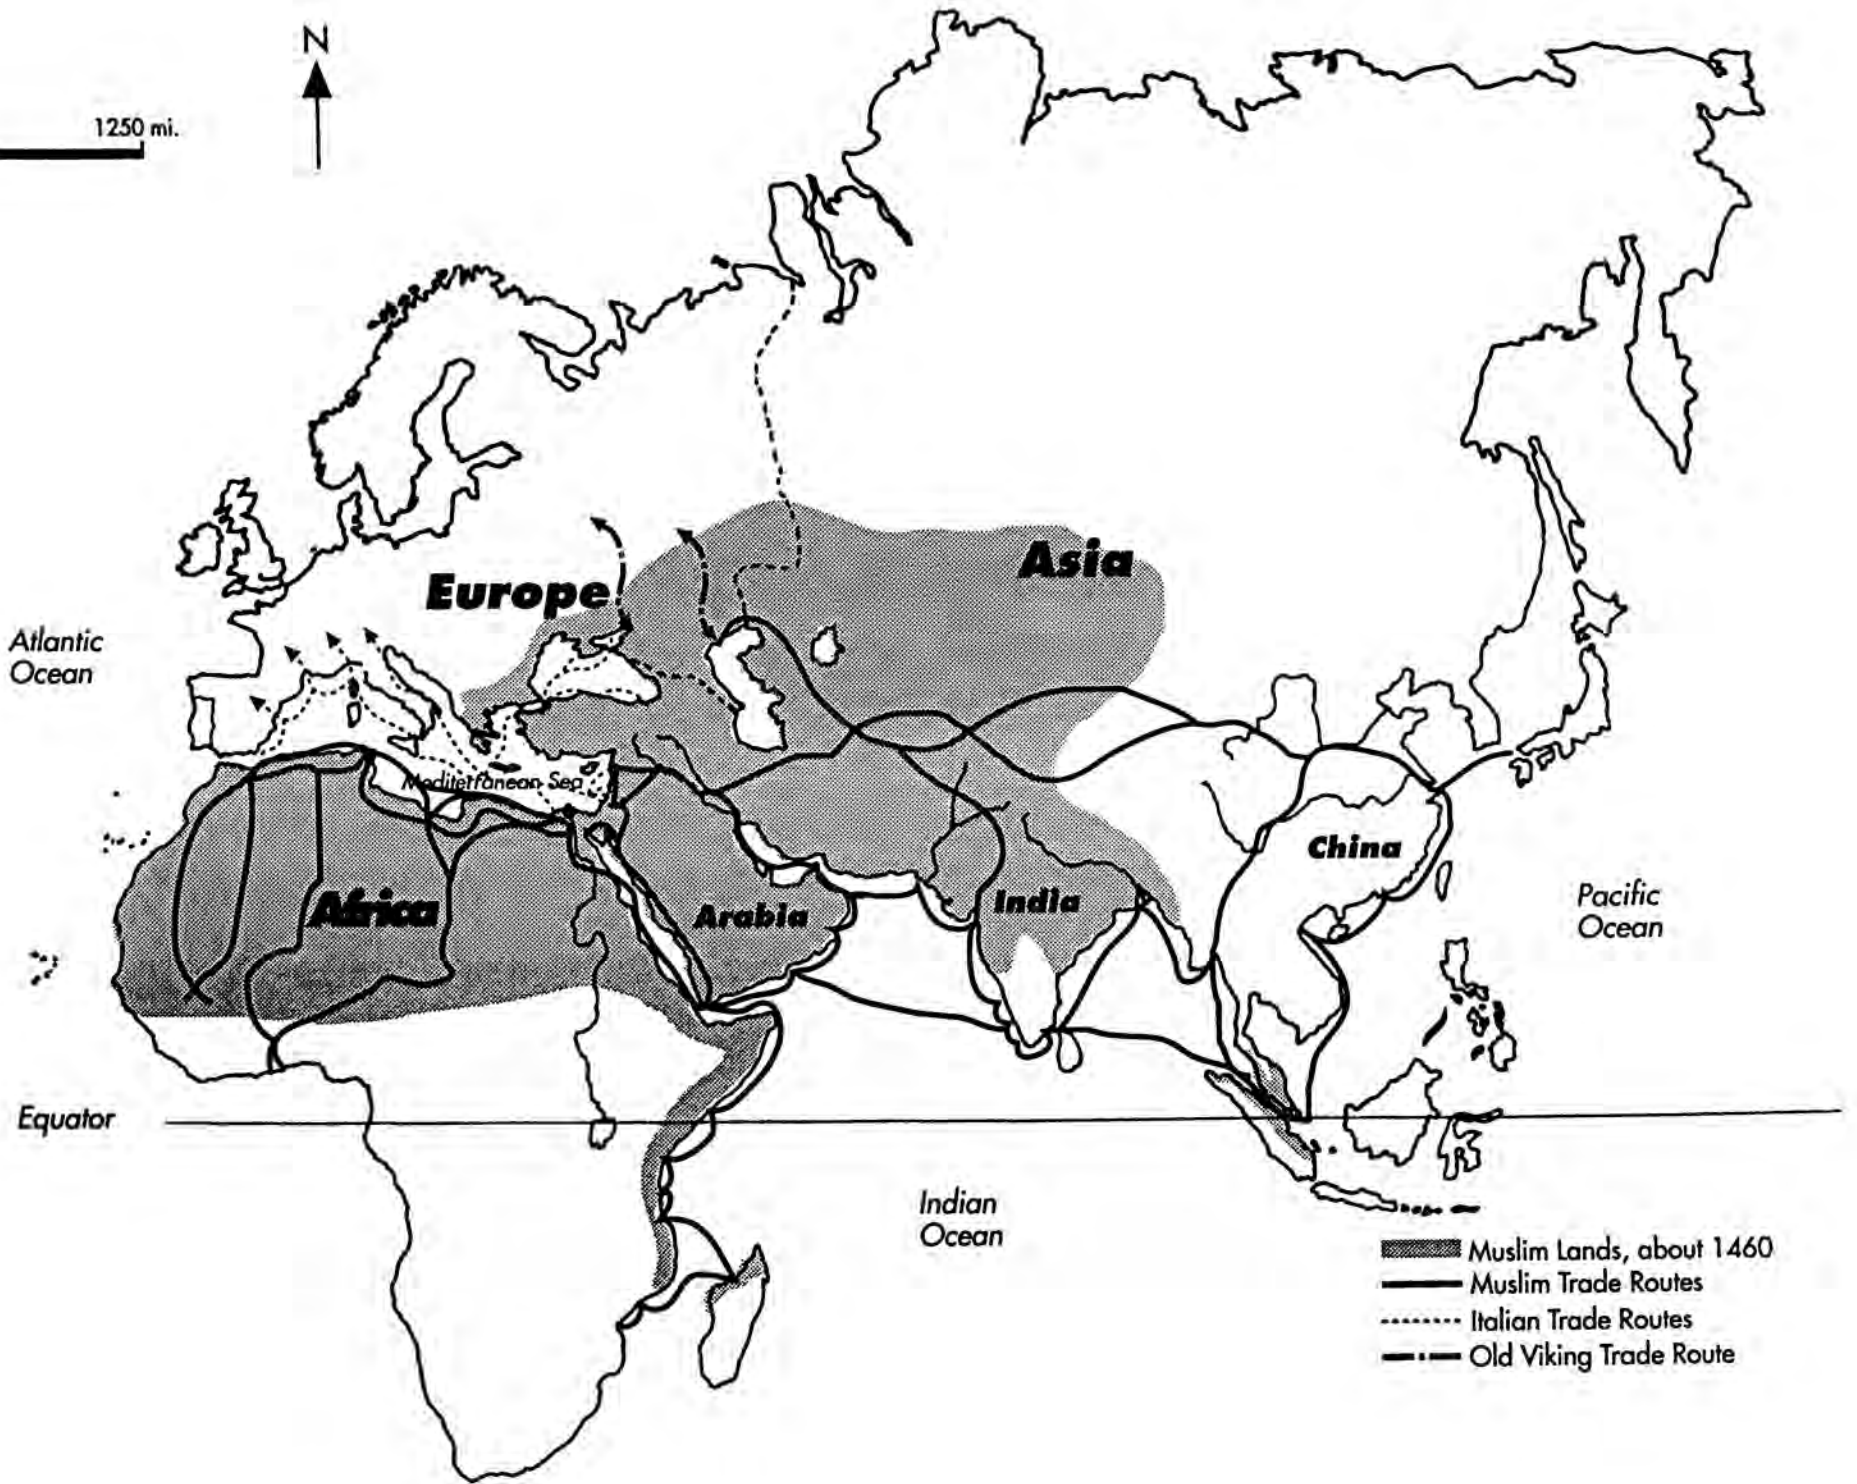 N
1250 mi.
Asia
Europe
Atlantic
Ocean
Mediterranean Sea
China
Africa
Arabia
India
Pacific
Ocean
Equator
Indian
Ocean
Muslim Lands, about 1460
Muslim Trade Routes
Italian Trade Routes
Old Viking Trade Route